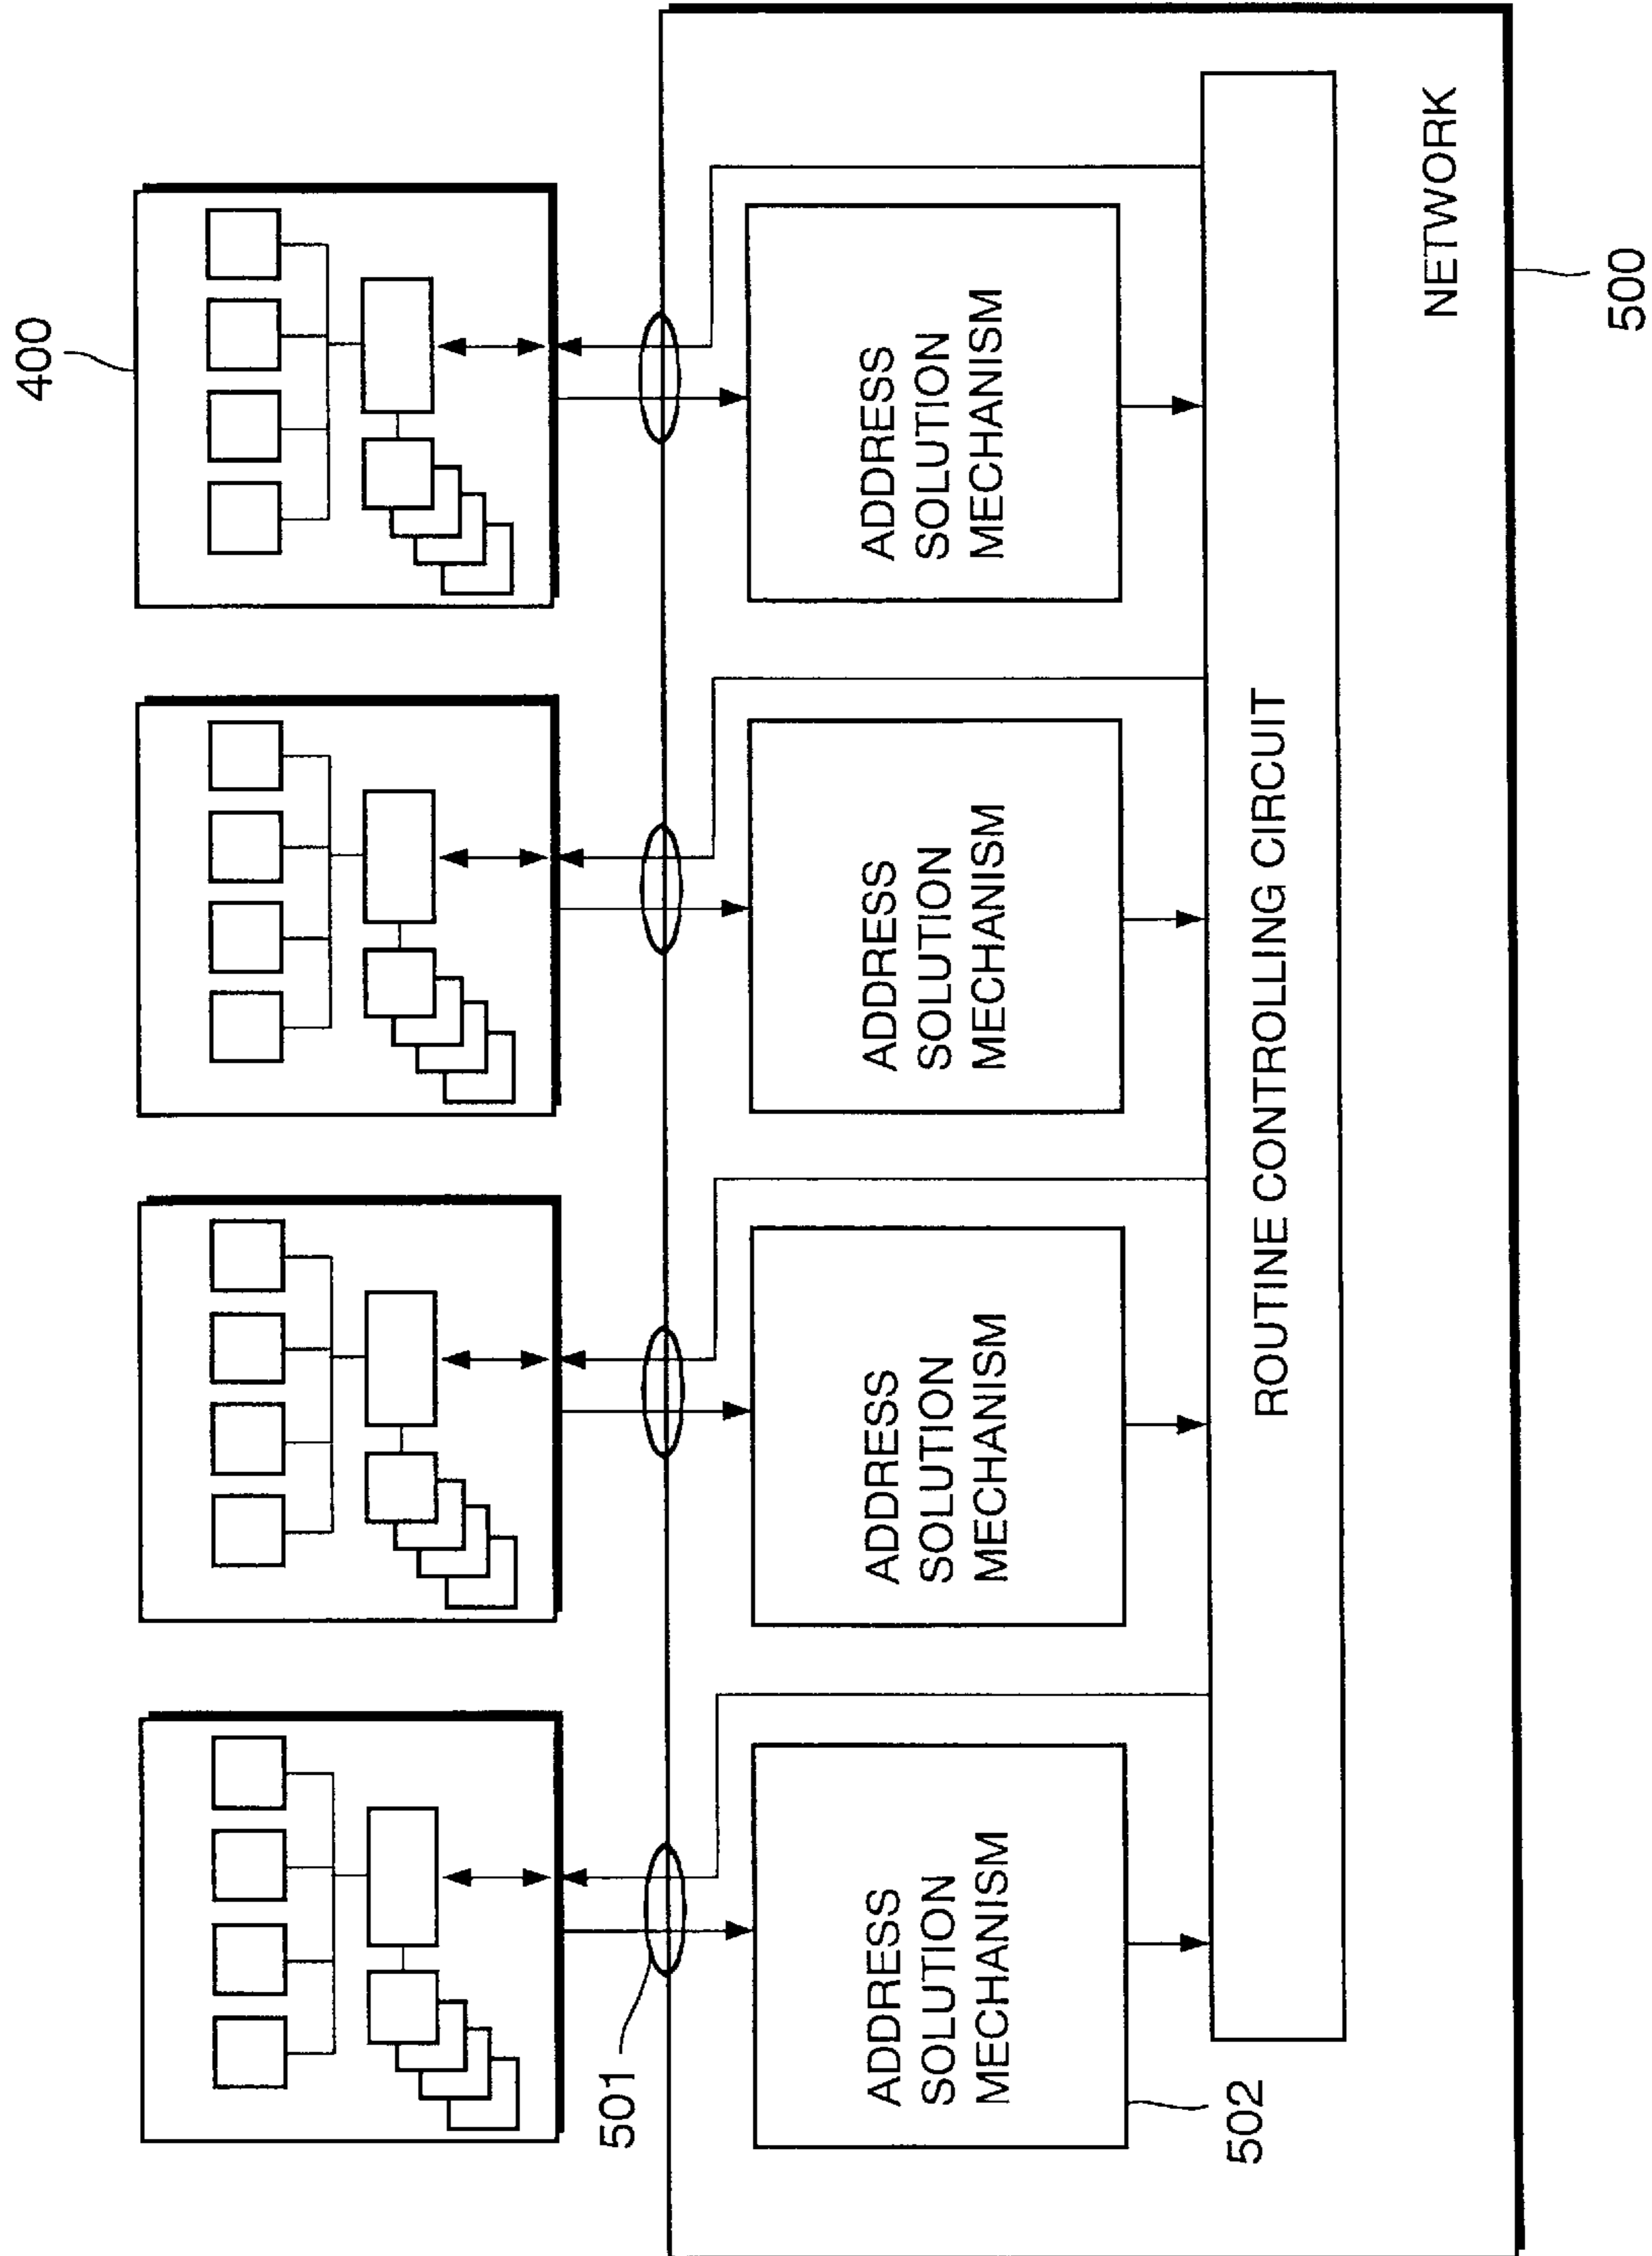 400
501
ADDRESS
SOLUTION
MECHANISM
ADDRESS
SOLUTION
MECHANISM
ADDRESS
SOLUTION
MECHANISM
ADDRESS
SOLUTION
MECHANISM
502
ROUTINE CONTROLLING CIRCUIT
NETWORK
500